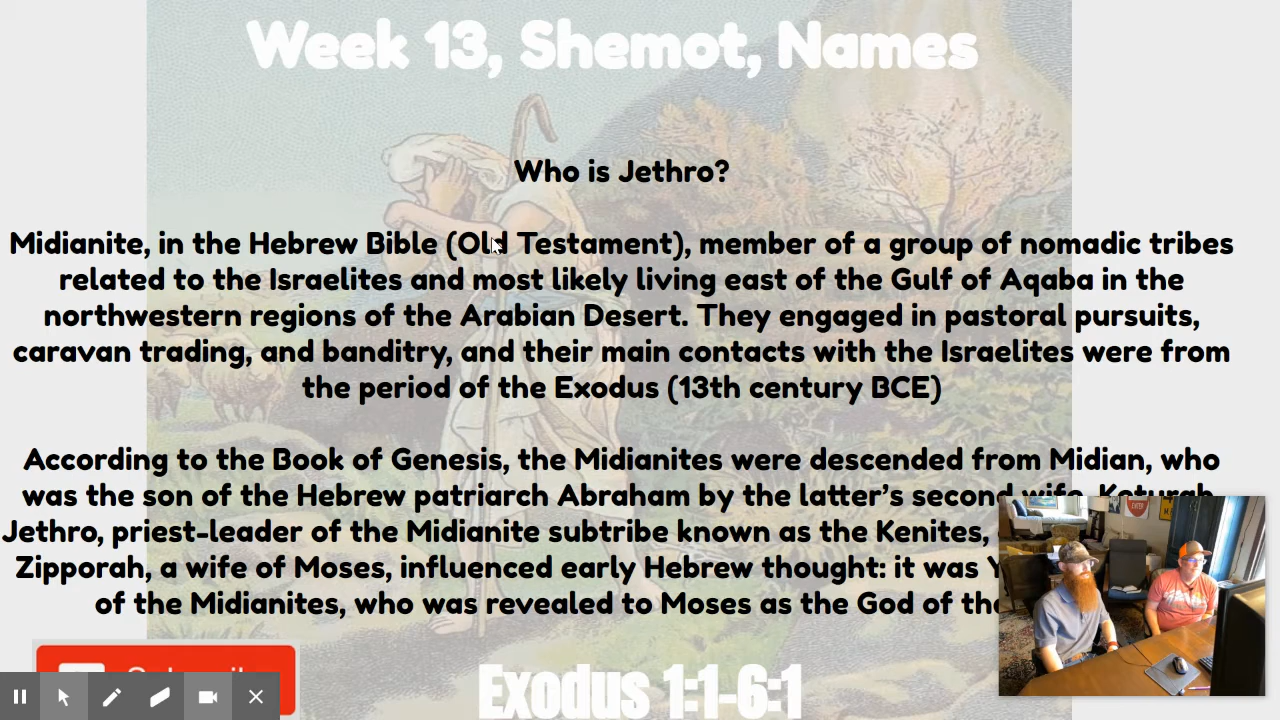 Week 13, Shemot, Names
Who is Jethro?
Midianite, in the Hebrew Bible (Old Testament), member of a group of nomadic tribes
related to the Israelites and most likely living east of the Gulf of Aqaba in the
northwestern regions of the Arabian Desert. They engaged in pastoral pursuits,
caravan trading, and banditry, and their main contacts with the Israelites were from
the period of the Exodus (13th century BCE)
According to the Book of Genesis, the Midianites were descended from Midian, who
was the son of the Hebrew patriarch Abraham by the latter’s second wife, Keturah.
Jethro, priest-leader of the Midianite subtribe known as the Kenites,
Zipporah, a wife of Moses, influenced early Hebrew thought: it was
of the Midianites, who was revealed to Moses as the God of the
Exodus 1:1-6:1